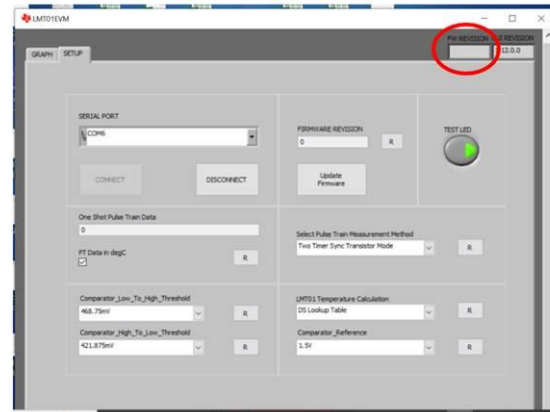 LMT01EVM
FW REVISION GUI REVISION
12.0.0
GRAPH SETUP
SERIAL PORT
COM6
CONNECT
DISCONNECT
FIRMWARE REVISION
0
R
Update
Firmware
TEST LED
One Shot Pulse Train Data
0
PT Data in degC
R
Select Pulse Train Measurement Method
Two Timer Sync Transistor Mode
R
Comparator_Low_To_High_Threshold
468.75mV
R
Comparator_High_To_Low_Threshold
421.875mV
R
LMT01 Temperature Calculation
DS Lookup Table
R
Comparator_Reference
1.5V
R